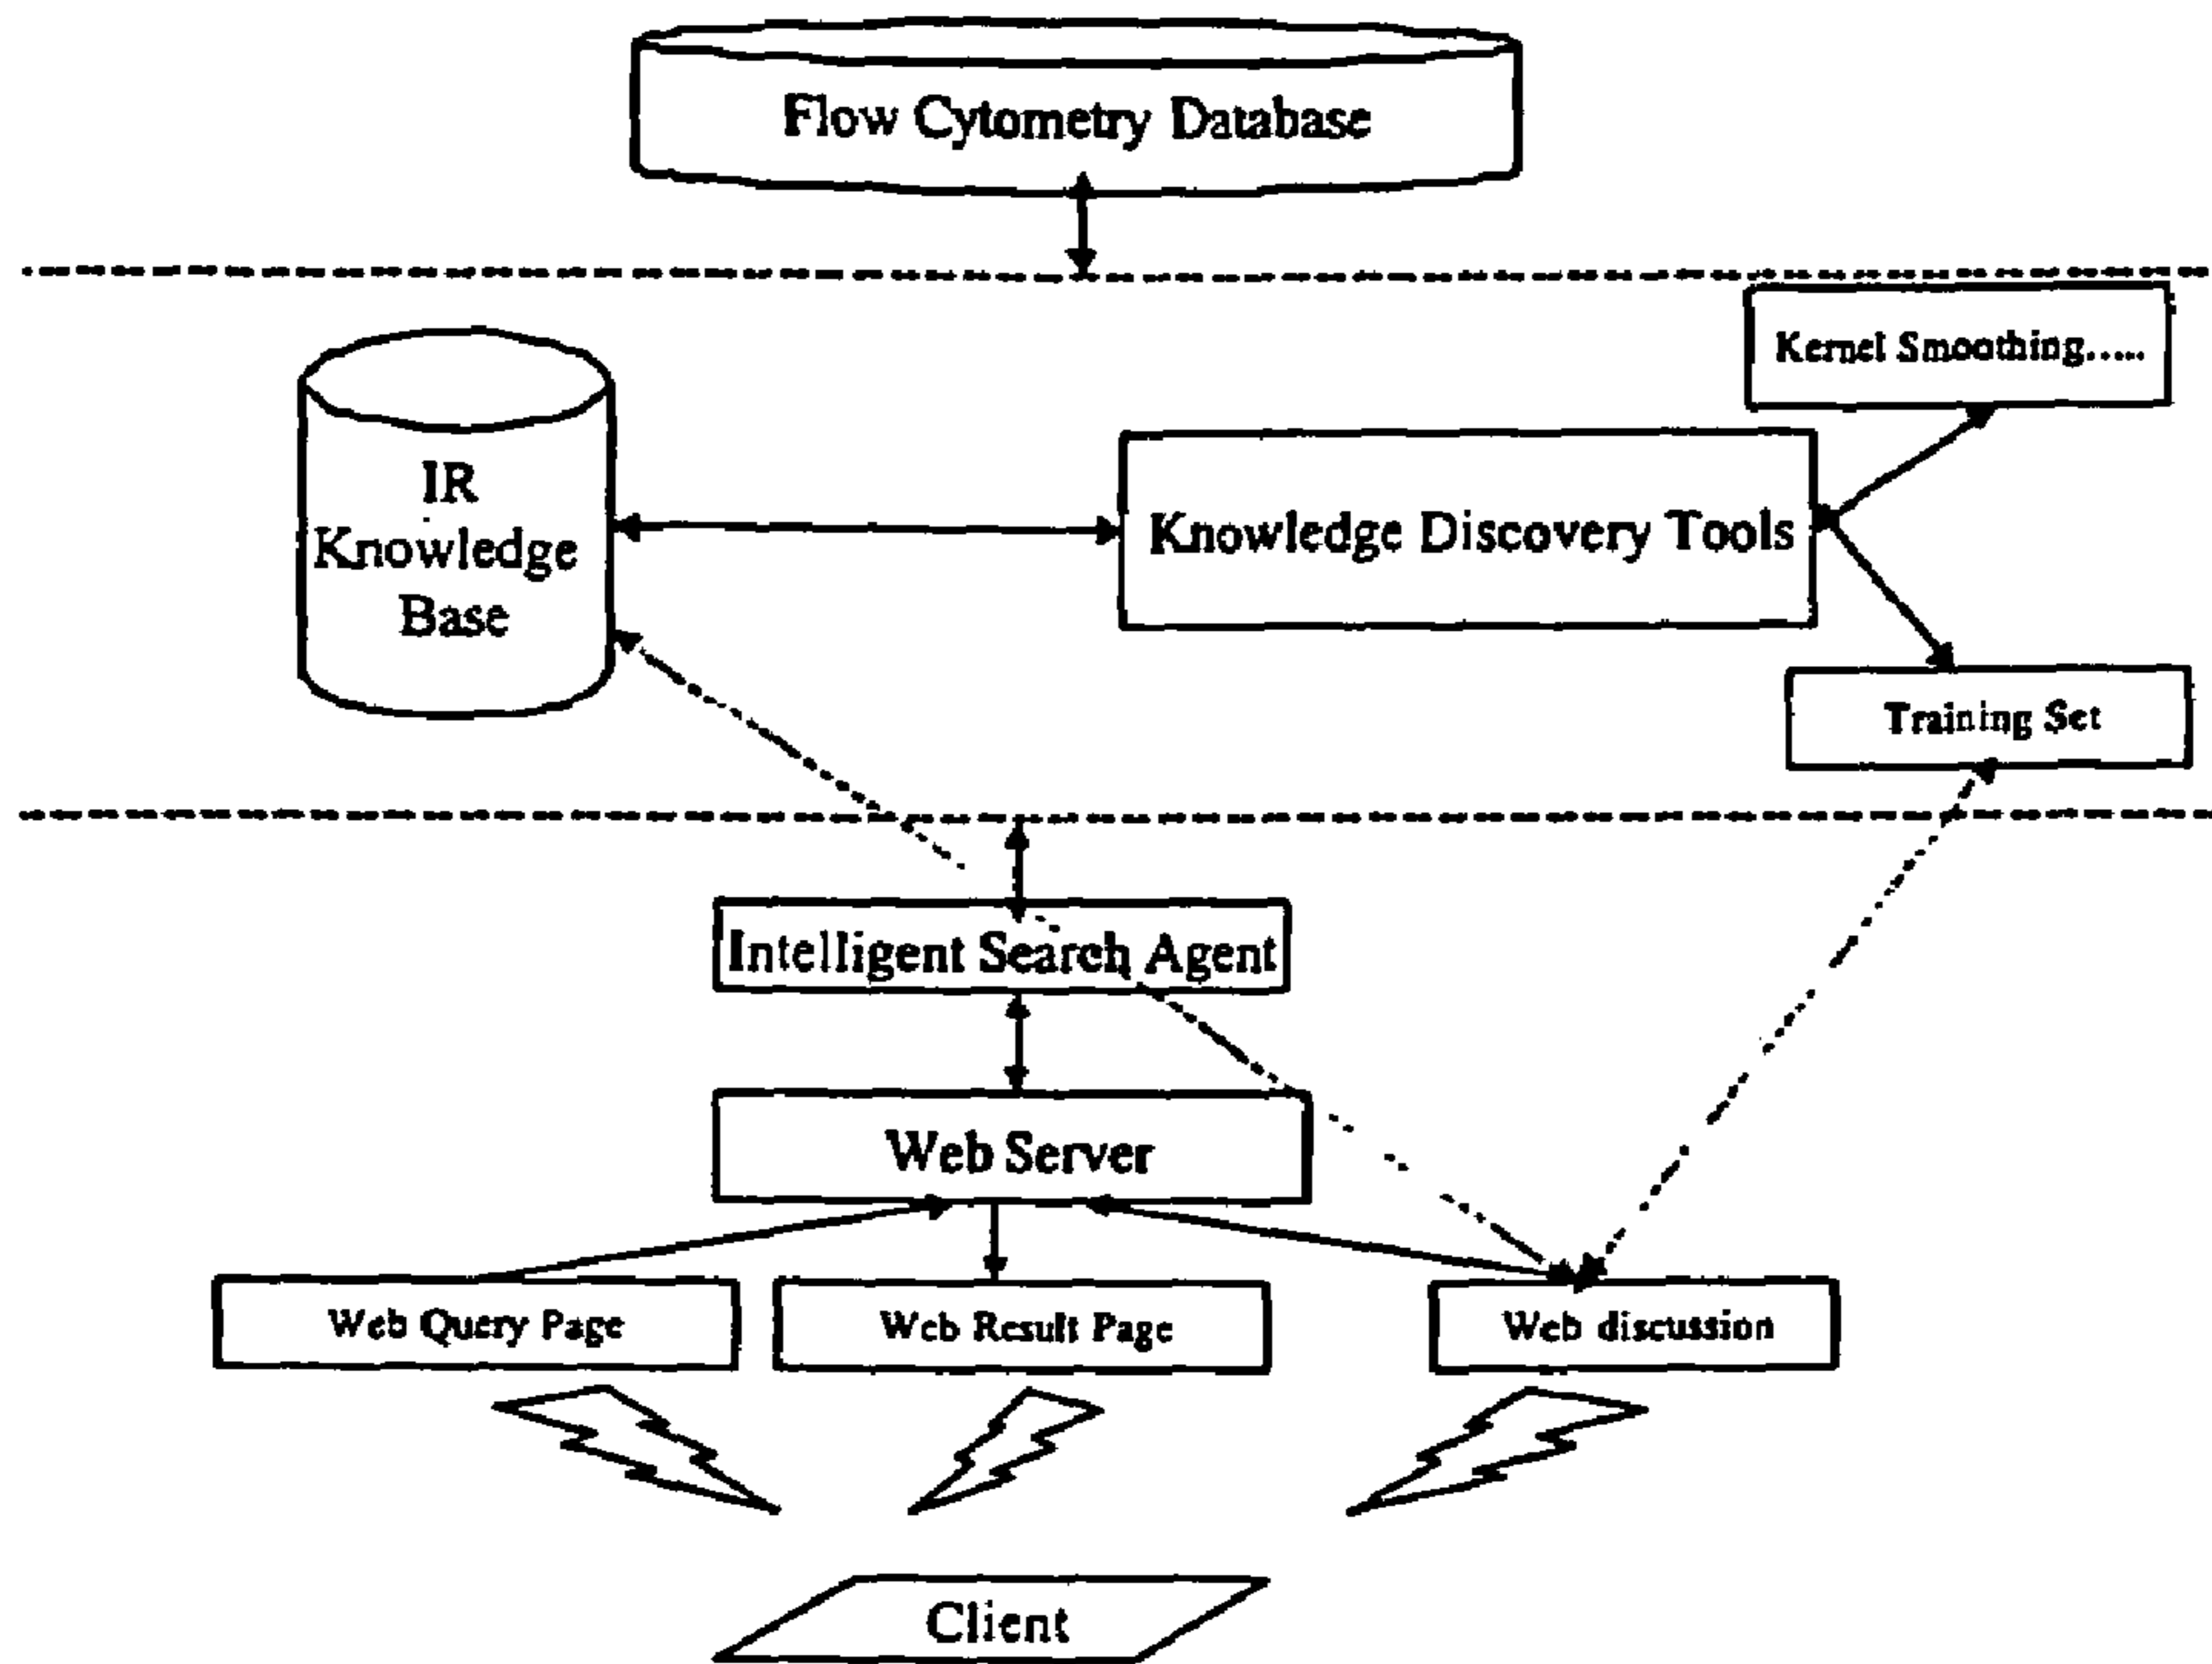 Flow Cytometry Database
Kernel Smoothing.....
IR
Knowledge
Base
Knowledge Discovery Tools
Training Set
Intelligent Search Agent
Web Server
Web Query Page
Web Result Page
Web discussion
Client